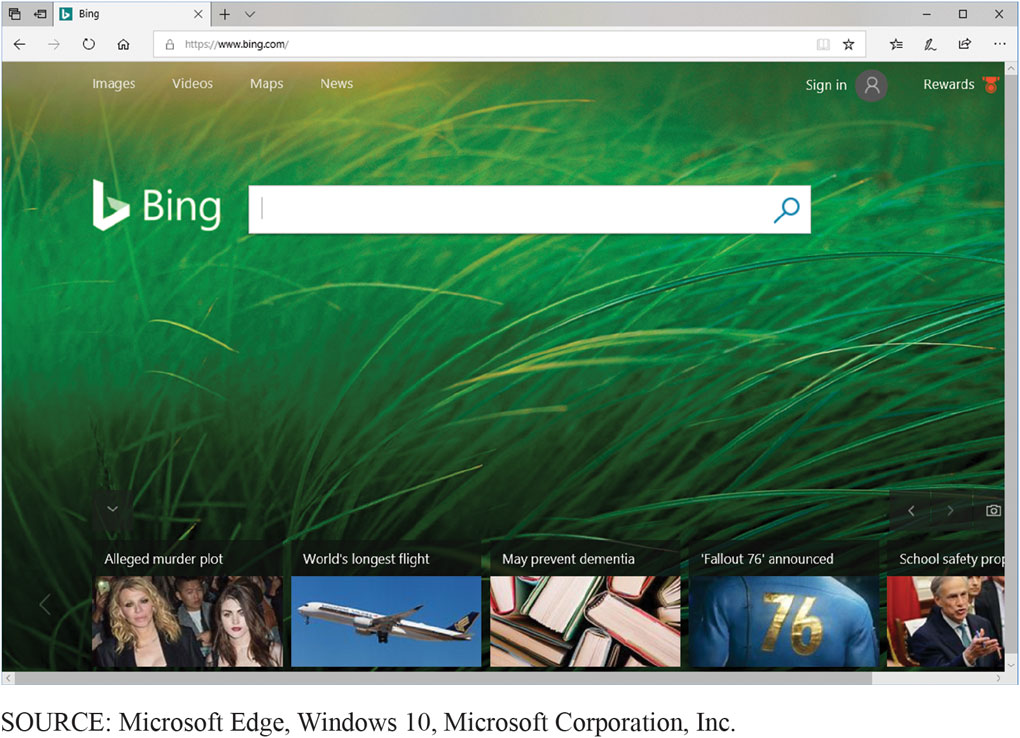 Bing
https://www.bing.com/
Images Videos Maps News Sign in Rewards
Bing
Alleged murder plot World's longest flight May prevent dementia 'Fallout 76' announced School safety prop
76
SOURCE: Microsoft Edge, Windows 10, Microsoft Corporation, Inc.